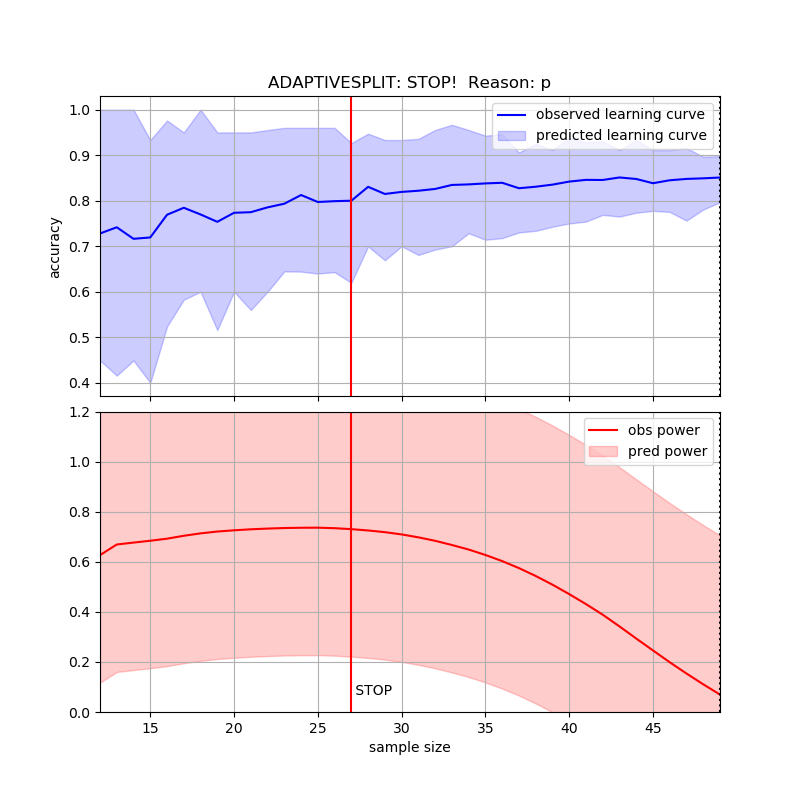 ADAPTIVESPLIT: STOP!  Reason: p
observed learning curve
predicted learning curve
1.0
0.9
0.8
0.7
0.6
0.5
0.4
accuracy
obs power
pred power
1.2
1.0
0.8
0.6
0.4
0.2
0.0
STOP
15 20 25 30 35 40 45
sample size